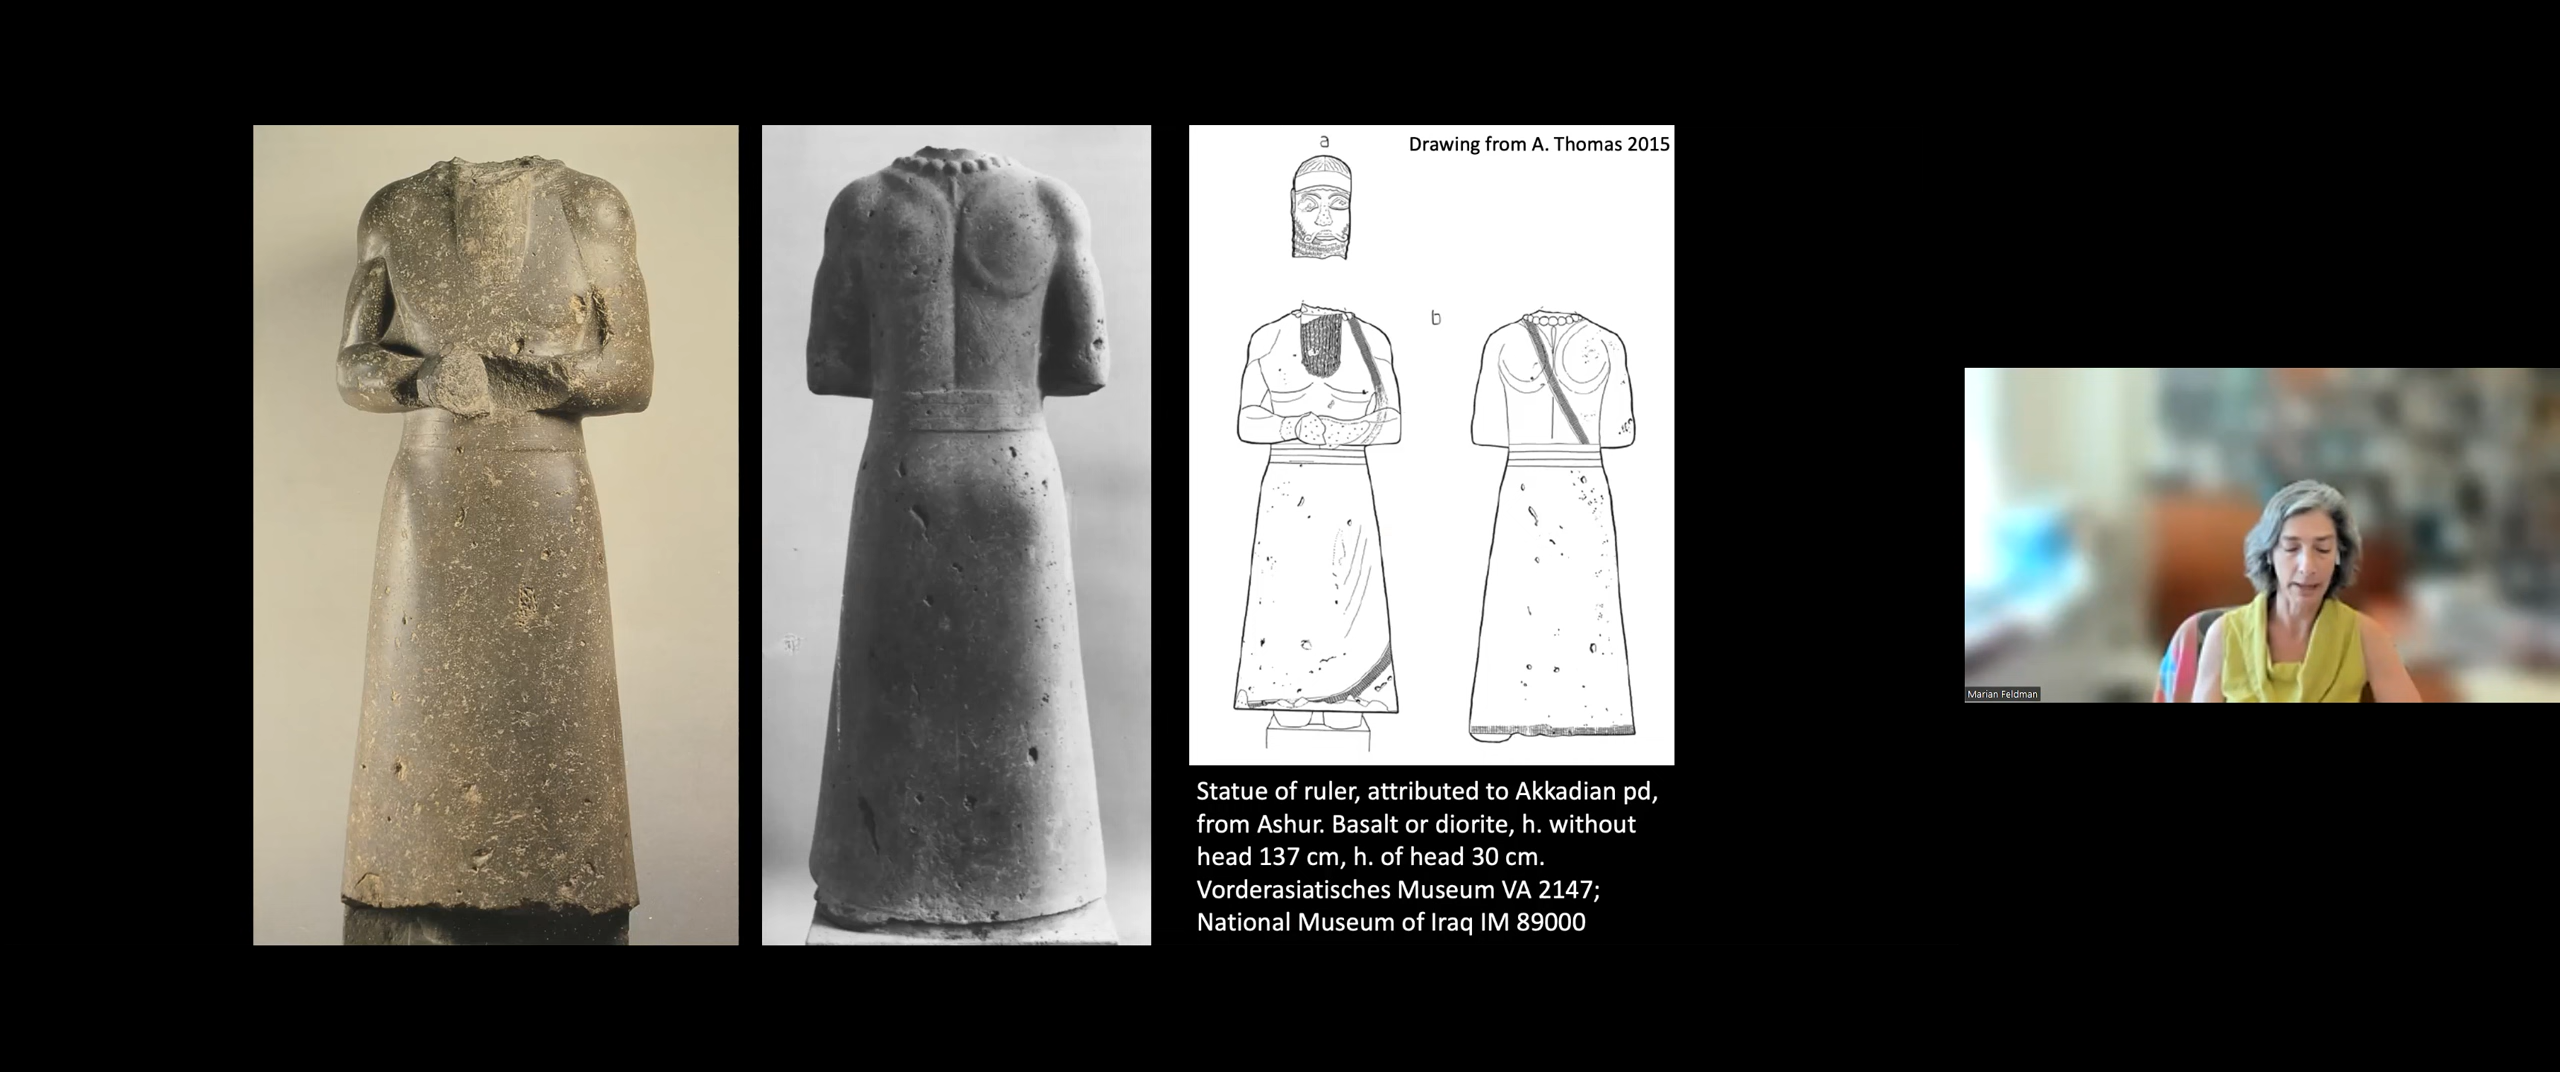 a
Drawing from A. Thomas 2015
b
Statue of ruler, attributed to Akkadian pd,
from Ashur. Basalt or diorite, h. without
head 137 cm, h. of head 30 cm.
Vorderasiatisches Museum VA 2147;
National Museum of Iraq IM 89000
Marian Feldman